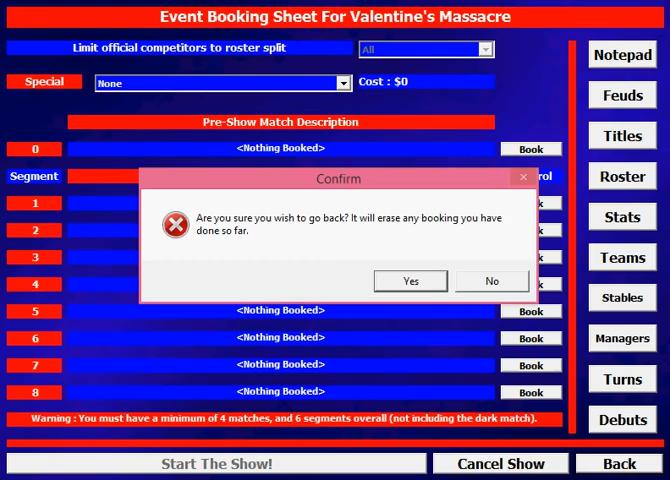 Event Booking Sheet For Valentine's Massacre
Limit official competitors to roster split
All
Special
None
Cost : $0
Pre-Show Match Description
0
<Nothing Booked>
Book
Segment
1
2
3
4
5
<Nothing Booked>
Book
6
<Nothing Booked>
Book
7
<Nothing Booked>
Book
8
<Nothing Booked>
Book
Confirm
Are you sure you wish to go back? It will erase any booking you have
done so far.
Yes
No
Warning : You must have a minimum of 4 matches, and 6 segments overall (not including the dark match).
Start The Show!
Cancel Show
Back
Notepad
Feuds
Titles
Roster
Stats
Teams
Stables
Managers
Turns
Debuts